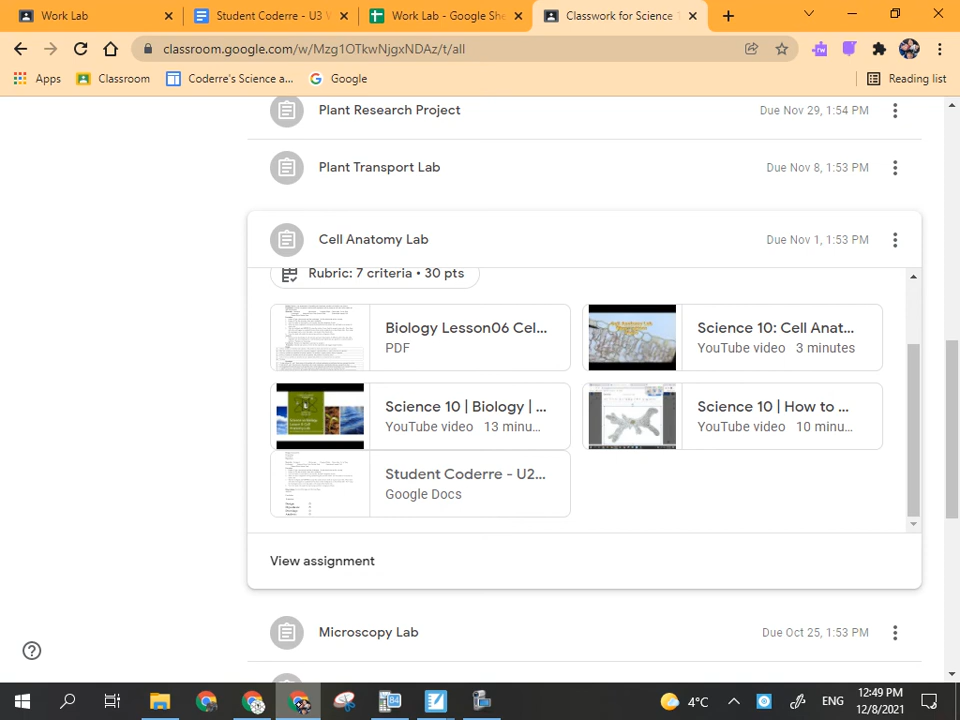 Work Lab
Student Coderre - U3 W
Work Lab - Google She
Classwork for Science 1
classroom.google.com/w/Mzg1OTkwNjgxNDAz/t/all
Apps
Classroom
Coderre's Science a...
Google
Reading list
Plant Research Project
Due Nov 29, 1:54 PM
Plant Transport Lab
Due Nov 8, 1:53 PM
Cell Anatomy Lab
Due Nov 1, 1:53 PM
Rubric: 7 criteria • 30 pts
Biology Lesson06 Cel...
PDF
Science 10: Cell Anat...
YouTube video 3 minutes
Science 10 | Biology | ...
YouTube video 13 minu...
Science 10 | How to ...
YouTube video 10 minu...
Student Coderre - U2...
Google Docs
View assignment
Microscopy Lab
Due Oct 25, 1:53 PM
4°C
ENG
12:49 PM
12/8/2021